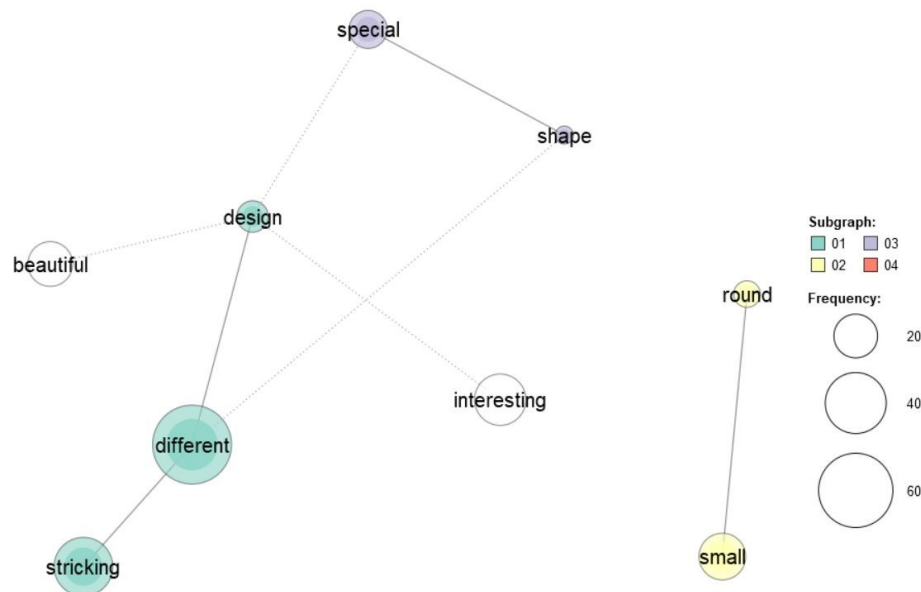 special
shape
design
beautiful
Subgraph:
01 03
02 04
round
Frequency:
20
interesting
40
different
60
small
stricking